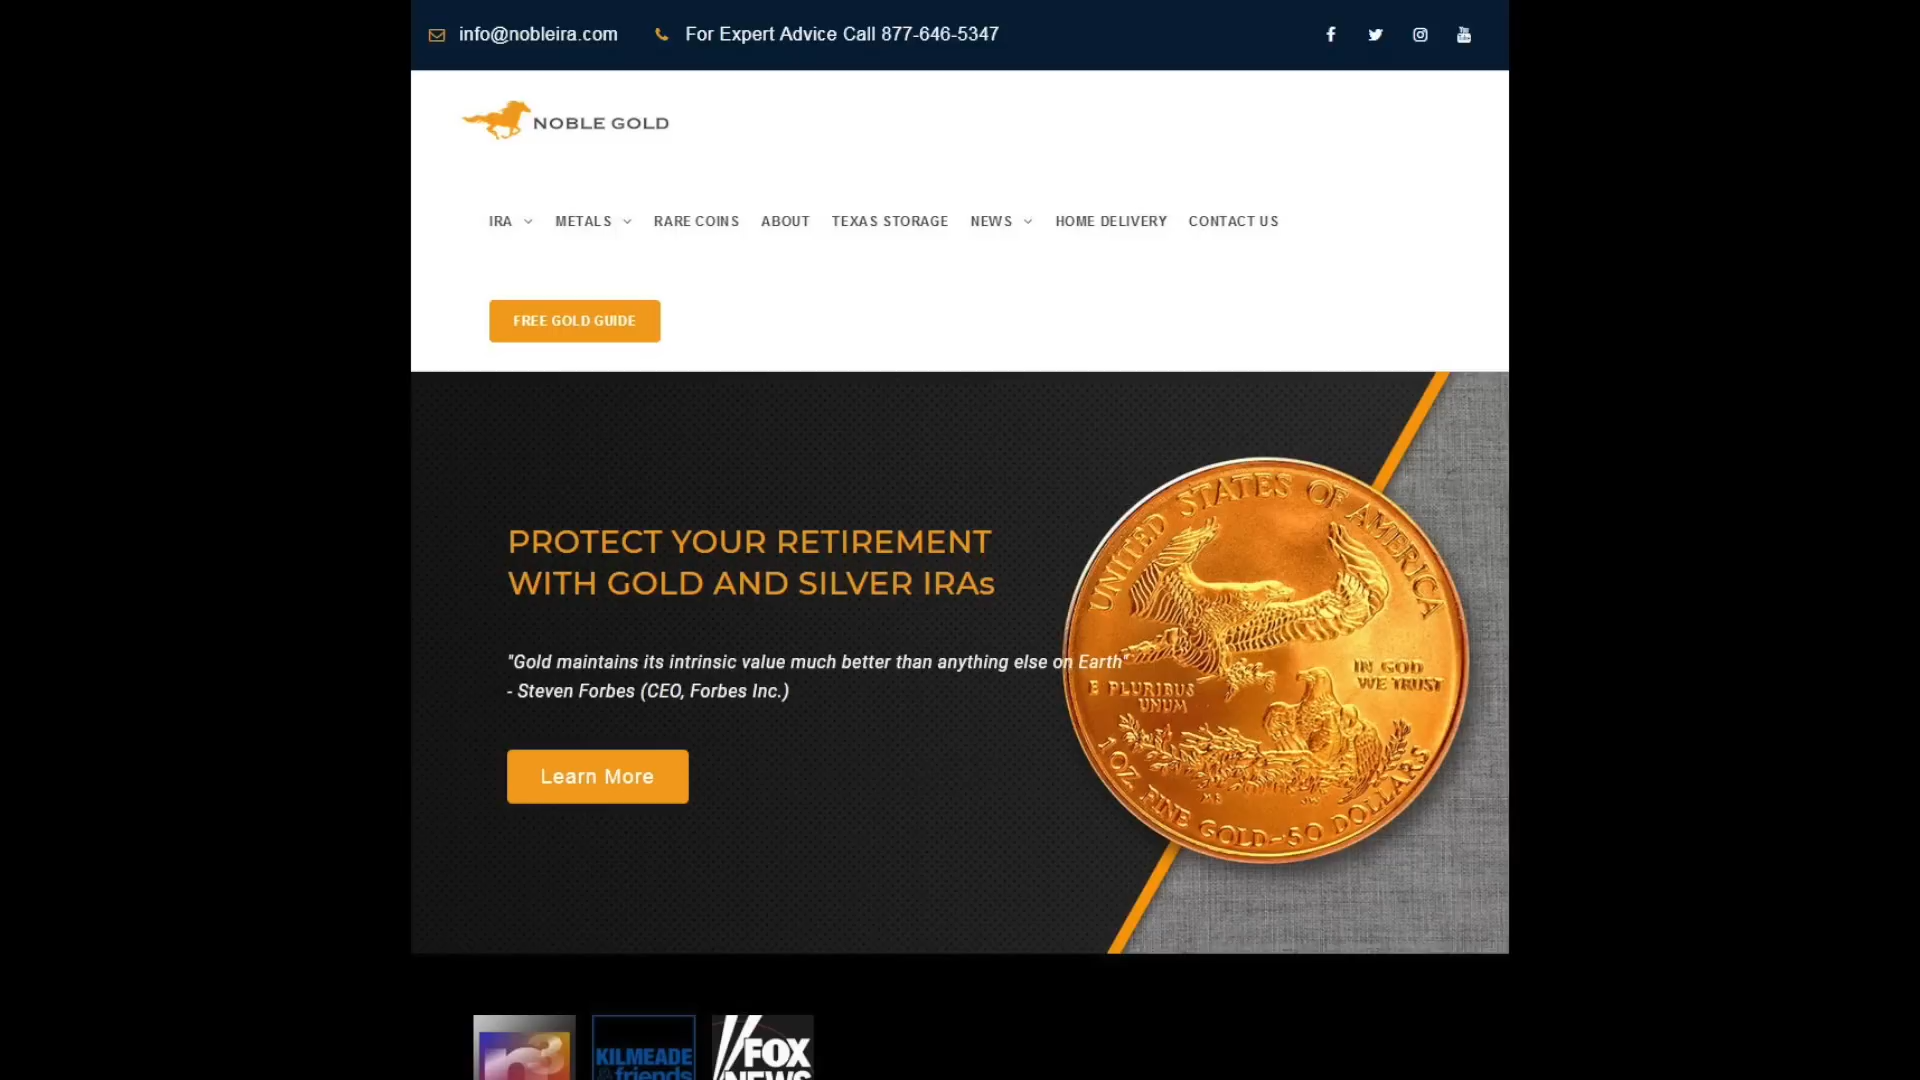 info@nobleira.com
For Expert Advice Call 877-646-5347
NOBLE GOLD
IRA
METALS
RARE COINS
ABOUT
TEXAS STORAGE
NEWS
HOME DELIVERY
CONTACT US
FREE GOLD GUIDE
PROTECT YOUR RETIREMENT
WITH GOLD AND SILVER IRAs
"Gold maintains its intrinsic value much better than anything else on Earth"
- Steven Forbes (CEO, Forbes Inc.)
Learn More
UNITED STATES OF AMERICA
IN GOD
WE TRUST
E PLURIBUS
UNUM
1 OZ. FINE GOLD~50 DOLLARS
KILMEADE
&friends
FOX
NEWS